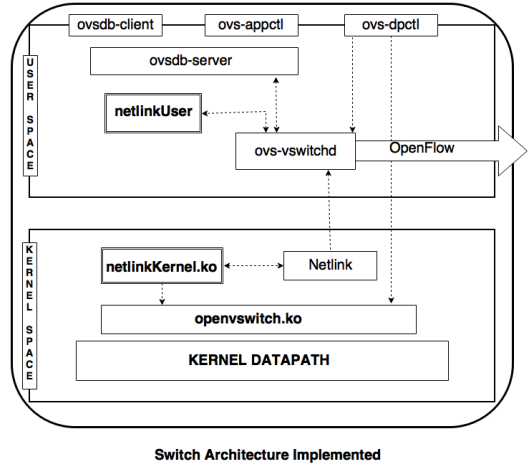 ovsdb-client
ovs-appctl
ovs-dpctl
USER SPACE
ovsdb-server
netlinkUser
ovs-vswitchd
OpenFlow
KERNEL SPACE
netlinkKernel.ko
Netlink
openvswitch.ko
KERNEL DATAPATH
Switch Architecture Implemented